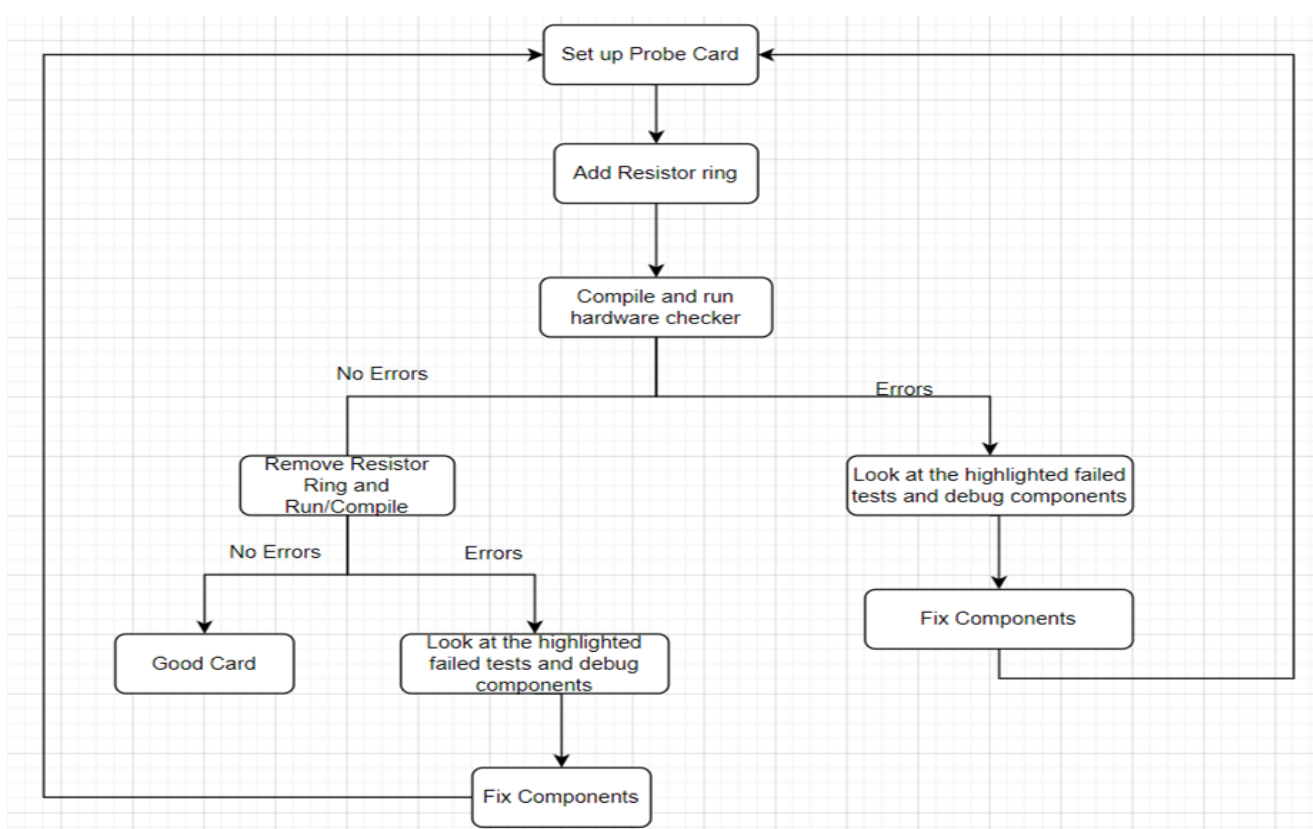 Set up Probe Card
Add Resistor ring
Compile and run
hardware checker
No Errors
Errors
Remove Resistor
Ring and
Run/Compile
Look at the highlighted failed
tests and debug components
No Errors
Errors
Fix Components
Good Card
Look at the highlighted
failed tests and debug
components
Fix Components